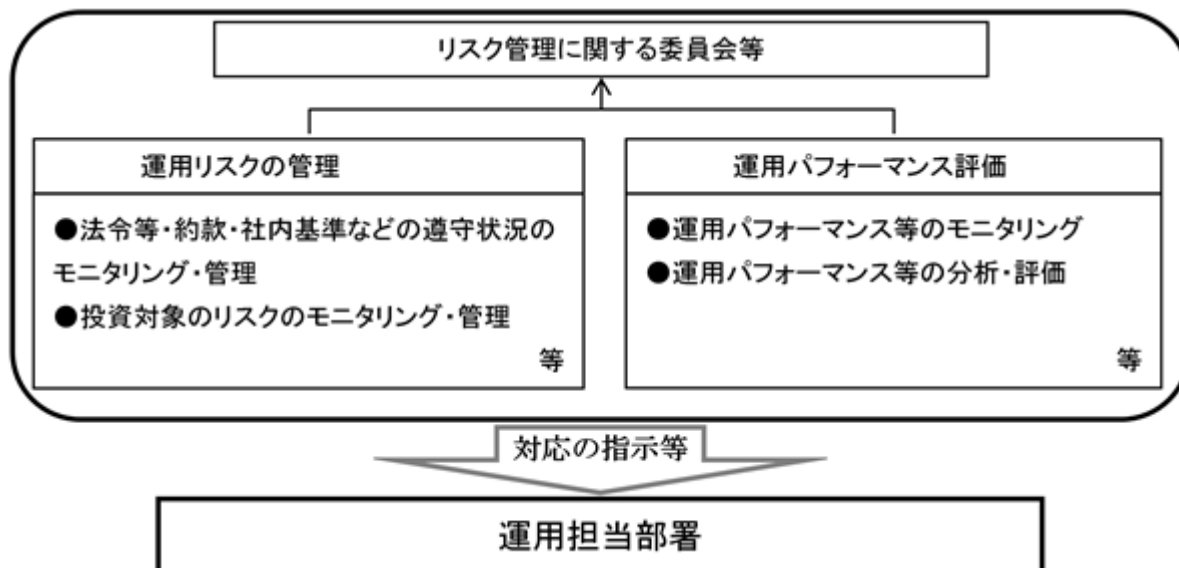 リスク管理に関する委員会等
運用リスクの管理
●法令等・約款・社内基準などの遵守状況の
モニタリング・管理
●投資対象のリスクのモニタリング・管理
等
運用パフォーマンス評価
●運用パフォーマンス等のモニタリング
●運用パフォーマンス等の分析・評価
等
対応の指示等
運用担当部署